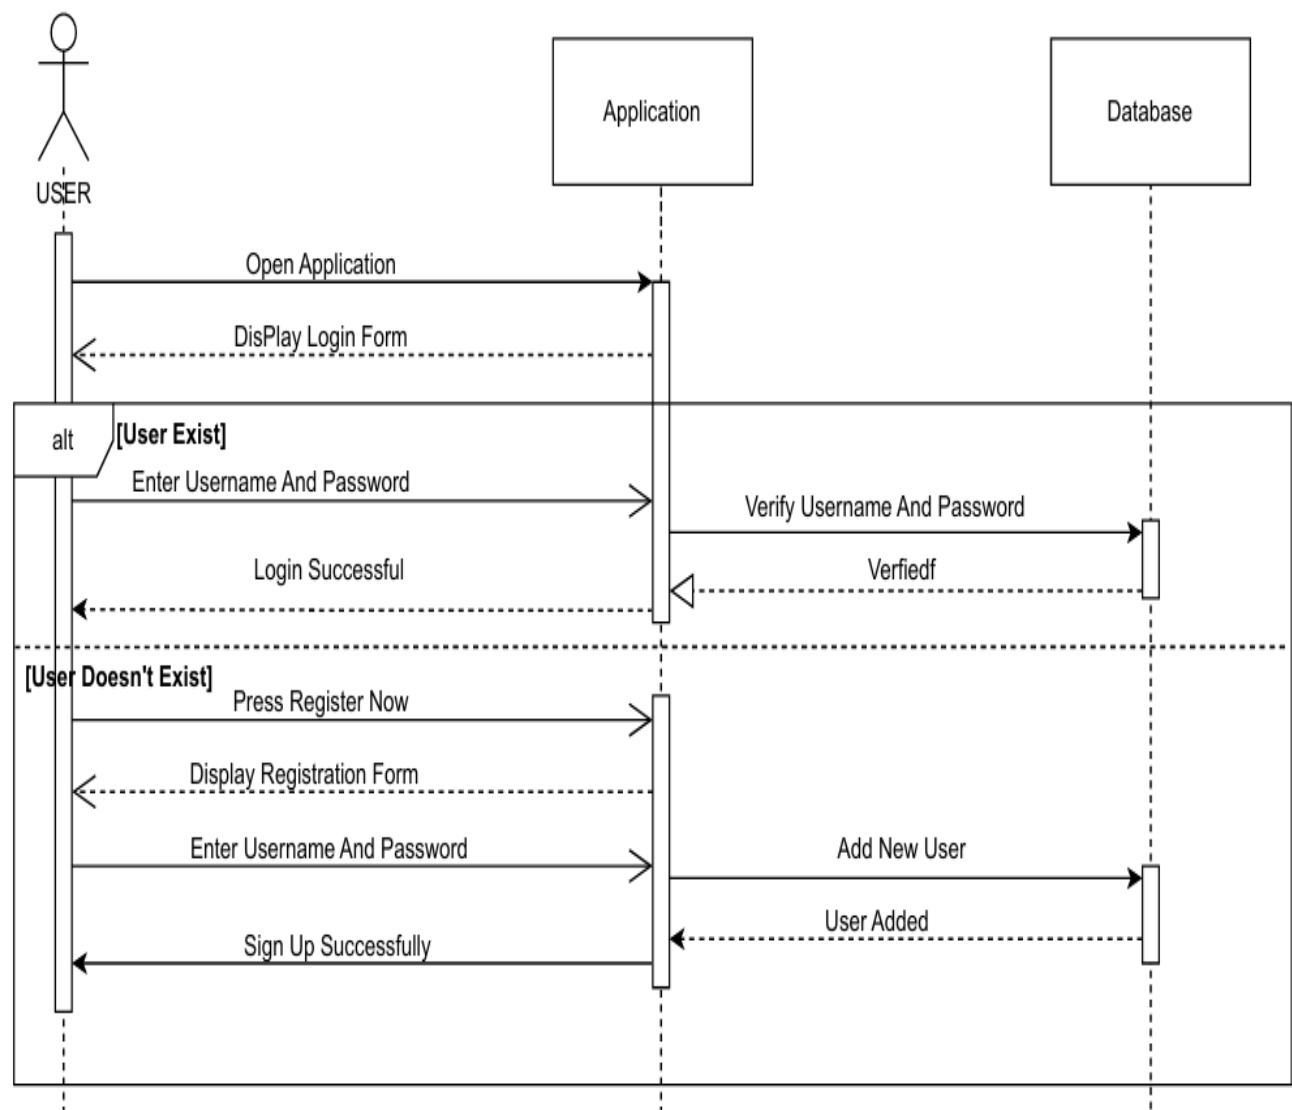 Application
Database
USER
Open Application
DisPlay Login Form
alt
[User Exist]
Enter Username And Password
Verify Username And Password
Login Successful
Verfiedf
[User Doesn't Exist]
Press Register Now
Display Registration Form
Enter Username And Password
Add New User
User Added
Sign Up Successfully